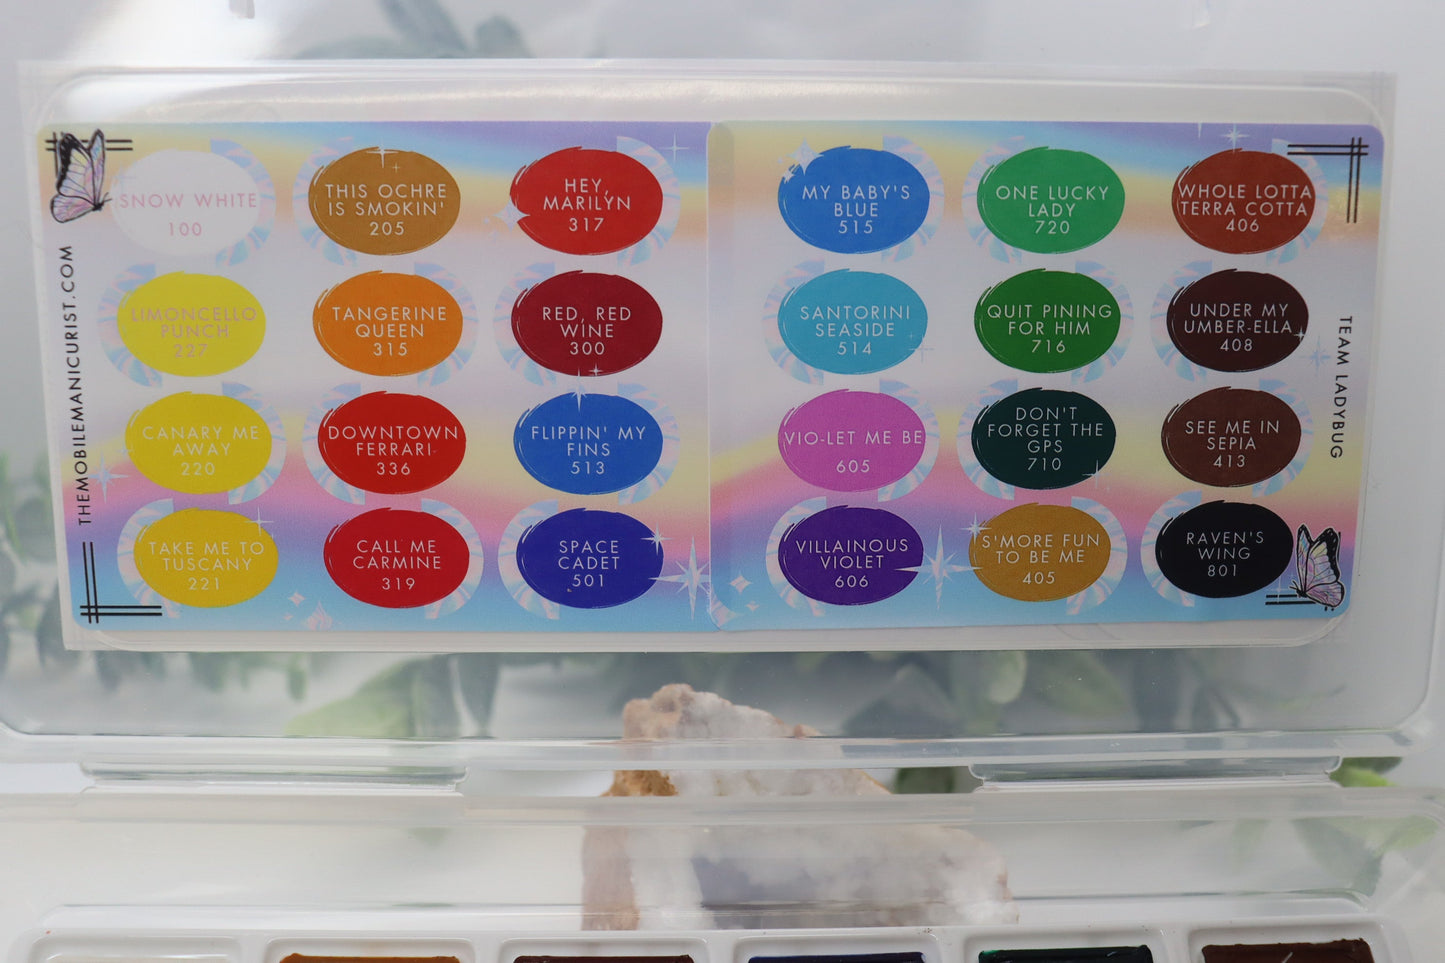 THEMOBILEMANICURIST.COM
SNOW WHITE
100
THIS OCHRE
IS SMOKIN'
205
HEY,
MARILYN
317
MY BABY'S
BLUE
515
ONE LUCKY
LADY
720
WHOLE LOTTA
TERRA COTTA
406
LIMONCELLO
PUNCH
227
TANGERINE
QUEEN
315
RED, RED
WINE
300
SANTORINI
SEASIDE
514
QUIT PINING
FOR HIM
716
UNDER MY
UMBER-ELLA
408
CANARY ME
AWAY
220
DOWNTOWN
FERRARI
336
FLIPPIN' MY
FINS
513
VIO-LET ME BE
605
DON'T
FORGET THE
GPS
710
SEE ME IN
SEPIA
413
TAKE ME TO
TUSCANY
221
CALL ME
CARMINE
319
SPACE
CADET
501
VILLAINOUS
VIOLET
606
S'MORE FUN
TO BE ME
405
RAVEN'S
WING
801
TEAM LADYBUG